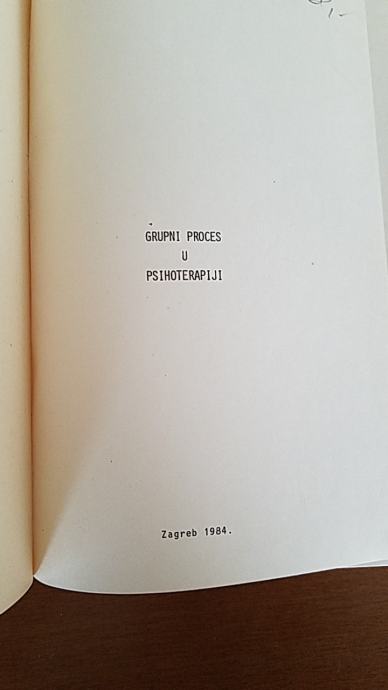 GRUPNI PROCES
U
PSIHOTERAPIJI
Zagreb 1984.